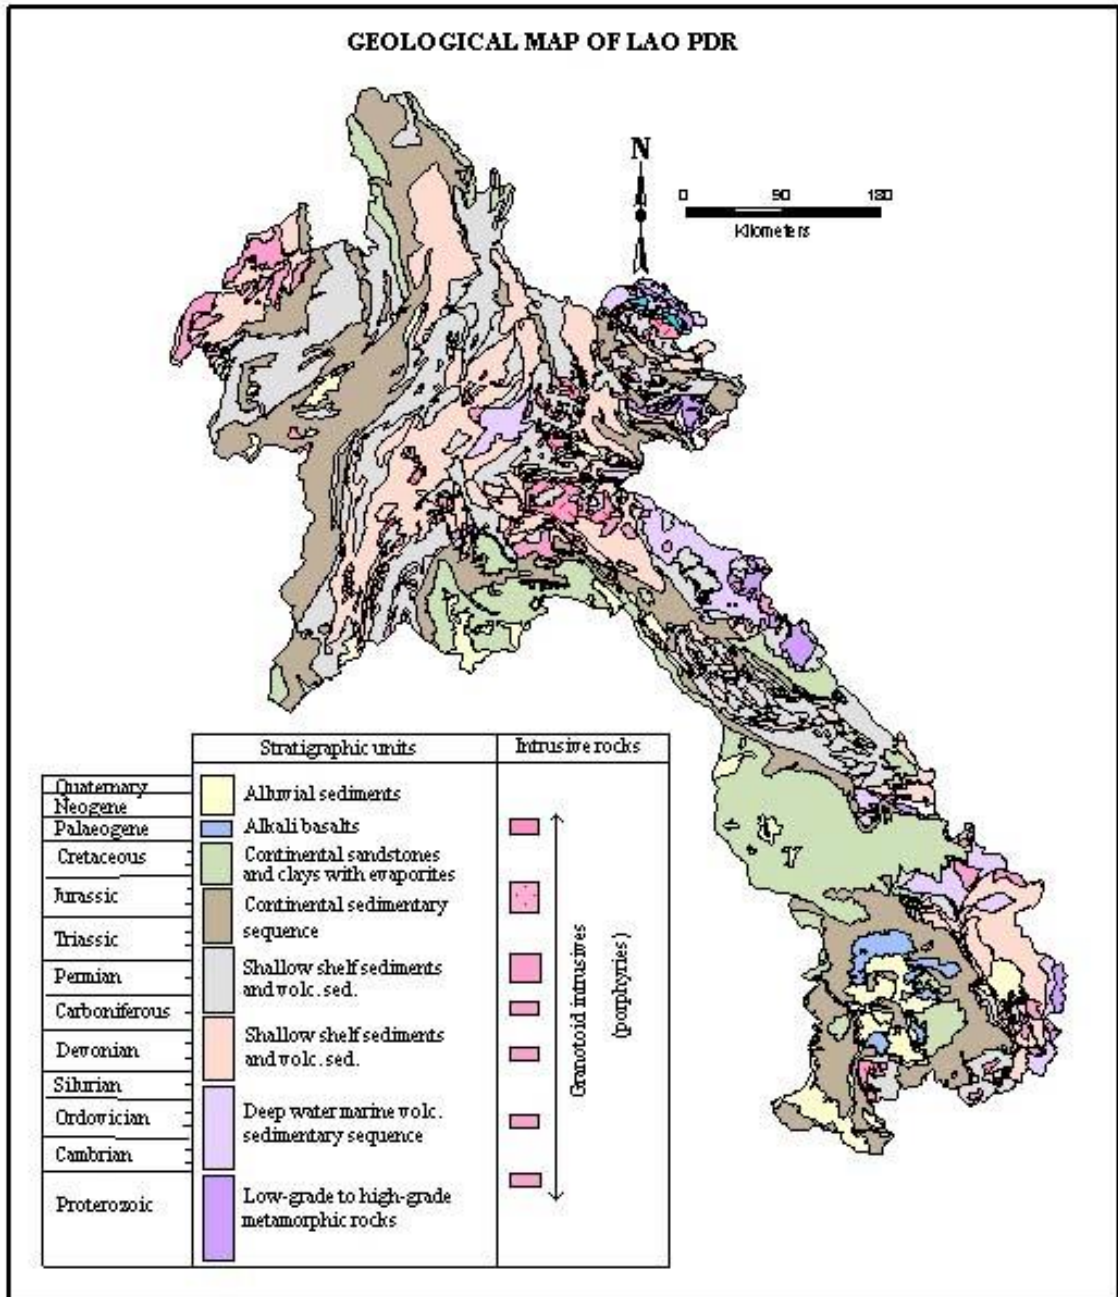 GEOLOGICAL MAP OF LAO PDR
N
0 90 180
Kilometers
Stratigraphic units
Intrusive rocks
Quaternary
Neogene
Palaeogene
Cretaceous
Jurassic
Triassic
Permian
Carboniferous
Devonian
Silurian
Ordovician
Cambrian
Proterozoic
Alluvial sediments
Alkali basalts
Continental sandstones
and clays with evaporites
Continental sedimentary
sequence
Shallow shelf sediments
and volc. sed.
Shallow shelf sediments
and volc. sed.
Deep water marine volc.
sedimentary sequence
Low-grade to high-grade
metamorphic rocks
Granotoid intrusives
(porphyries)